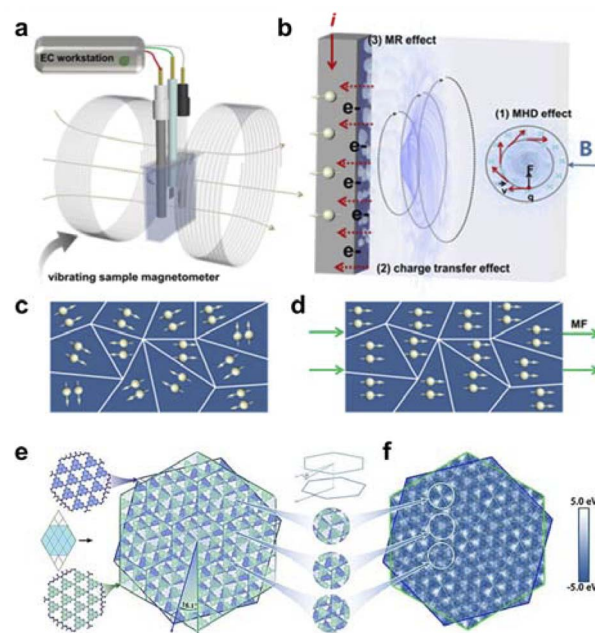 a
EC workstation
vibrating sample magnetometer
b
i
(3) MR effect
e-
e-
e-
e-
e-
(1) MHD effect
B
F
v
q
(2) charge transfer effect
c
d
MF
e
f
5.0 eV
-5.0 eV